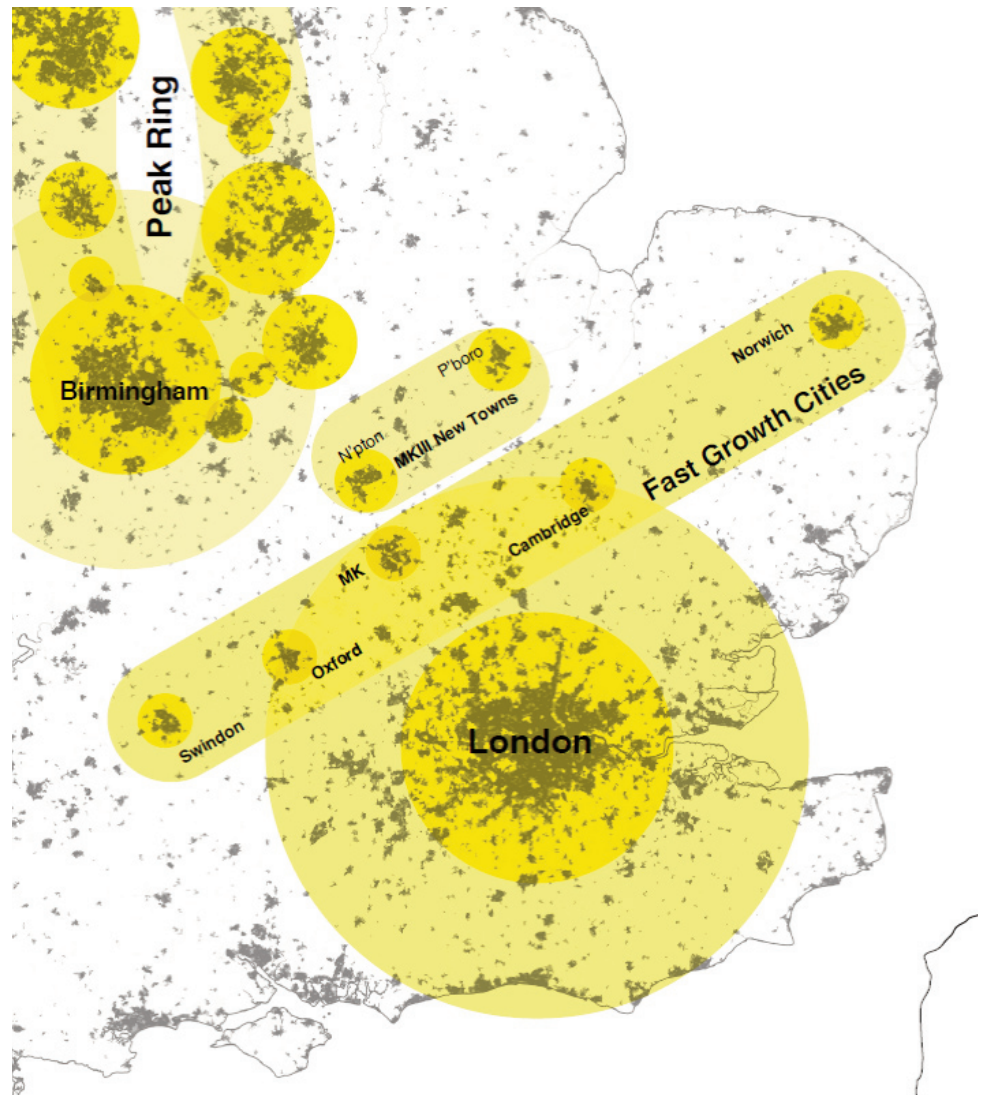 Peak Ring
Birmingham
P'boro
N'pton
MKIII New Towns
Norwich
Fast Growth Cities
Cambridge
MK
Oxford
Swindon
London